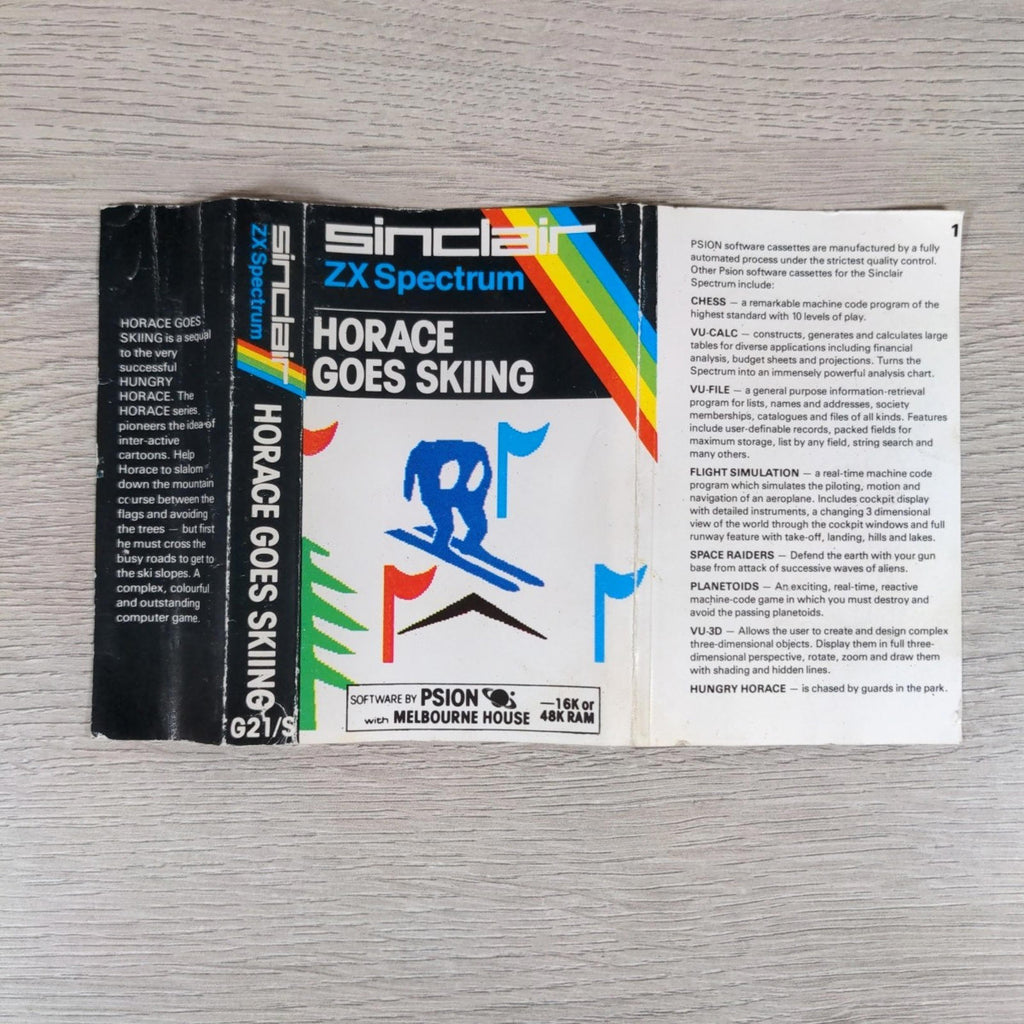 HORACE GOES
SKIING is a sequal
to the very
successful
HUNGRY
HORACE. The
HORACE series
pioneers the idea of
inter-active
cartoons. Help
Horace to slalom
down the mountain
course between the
flags and avoiding
the trees — but first
he must cross the
busy roads to get to
the ski slopes. A
complex, colourful
and outstanding
computer game.
sinclair
ZX Spectrum
HORACE GOES SKIING
G21/S
sinclair
ZX Spectrum
HORACE
GOES SKIING
SOFTWARE BY PSION
with MELBOURNE HOUSE
—16K or
48K RAM
1
PSION software cassettes are manufactured by a fully
automated process under the strictest quality control.
Other Psion software cassettes for the Sinclair
Spectrum include:
CHESS — a remarkable machine code program of the
highest standard with 10 levels of play.
VU-CALC — constructs, generates and calculates large
tables for diverse applications including financial
analysis, budget sheets and projections. Turns the
Spectrum into an immensely powerful analysis chart.
VU-FILE — a general purpose information-retrieval
program for lists, names and addresses, society
memberships, catalogues and files of all kinds. Features
include user-definable records, packed fields for
maximum storage, list by any field, string search and
many others.
FLIGHT SIMULATION — a real-time machine code
program which simulates the piloting, motion and
navigation of an aeroplane. Includes cockpit display
with detailed instruments, a changing 3 dimensional
view of the world through the cockpit windows and full
runway feature with take-off, landing, hills and lakes.
SPACE RAIDERS — Defend the earth with your gun
base from attack of successive waves of aliens.
PLANETOIDS — An exciting, real-time, reactive
machine-code game in which you must destroy and
avoid the passing planetoids.
VU-3D — Allows the user to create and design complex
three-dimensional objects. Display them in full three-
dimensional perspective, rotate, zoom and draw them
with shading and hidden lines.
HUNGRY HORACE — is chased by guards in the park.